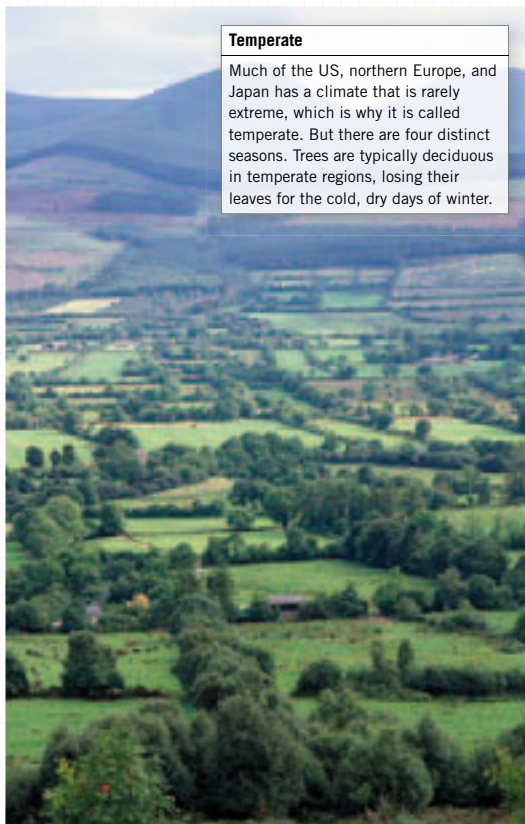 Temperate
Much of the US, northern Europe, and
Japan has a climate that is rarely
extreme, which is why it is called
temperate. But there are four distinct
seasons. Trees are typically deciduous
in temperate regions, losing their
leaves for the cold, dry days of winter.